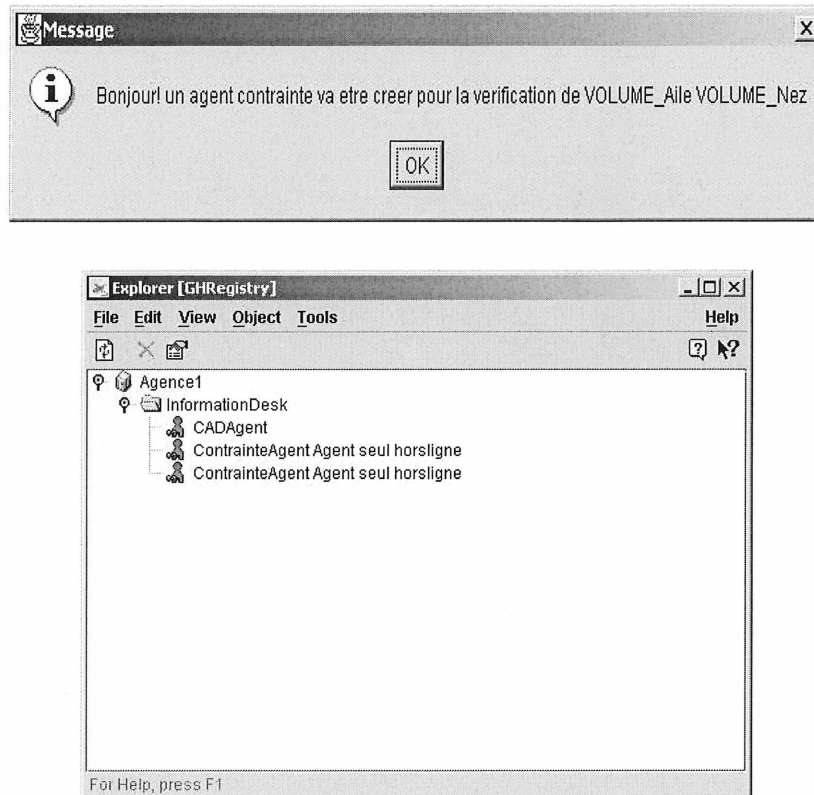 Message
Bonjour! un agent contrainte va etre creer pour la verification de VOLUME_Aile VOLUME_Nez
OK
Explorer [GHRegistry]
File Edit View Object Tools Help
Agence1
InformationDesk
CADAgent
ContrainteAgent Agent seul horsligne
ContrainteAgent Agent seul horsligne
For Help, press F1